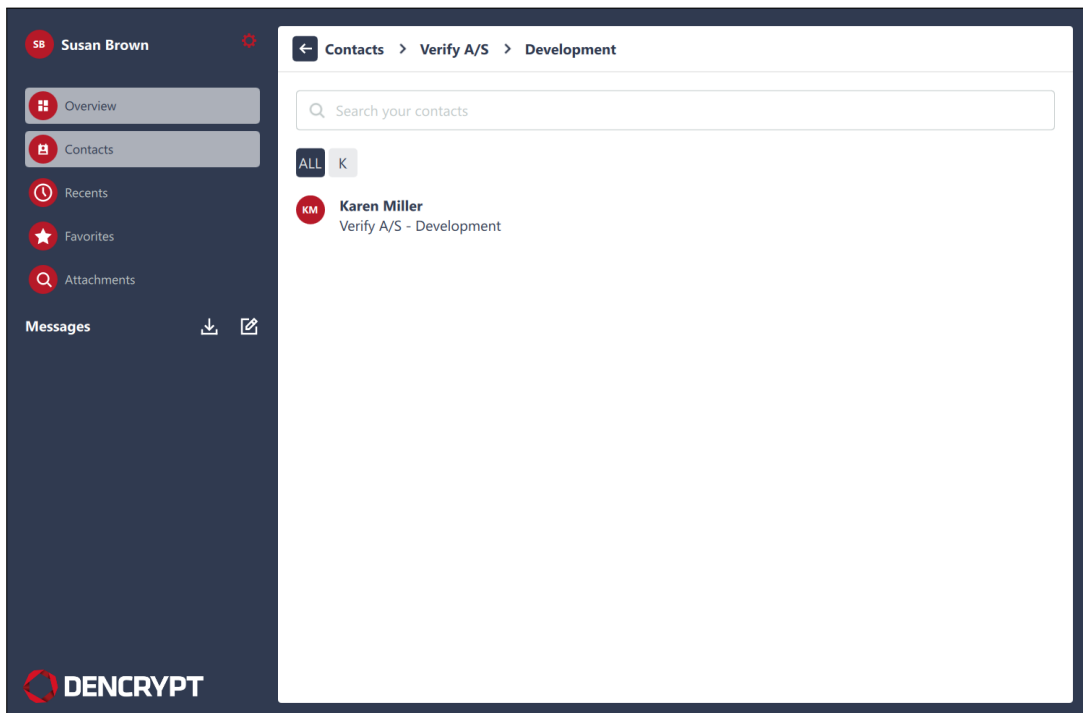 SB Susan Brown
Overview
Contacts
Recents
Favorites
Attachments
Messages
DENCRYPT
Contacts > Verify A/S > Development
Search your contacts
ALL K
KM Karen Miller
Verify A/S - Development